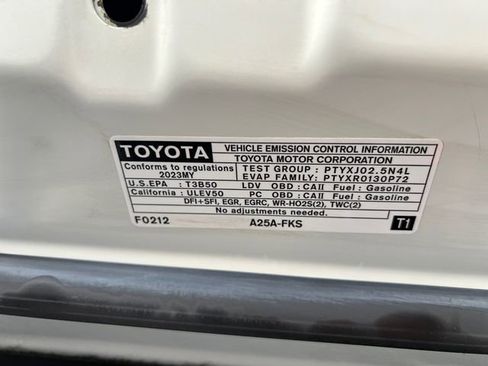 TOYOTA VEHICLE EMISSION CONTROL INFORMATION
TOYOTA MOTOR CORPORATION
Conforms to regulations TEST GROUP : PTYXJ02.5N4L
2023MY EVAP FAMILY: PTYXR0130P72
U.S.EPA : T3B50 LDV OBD : CAII Fuel : Gasoline
California : ULEV50 PC OBD : CAII Fuel : Gasoline
DFI+SFI, EGR, EGRC, WR-HO2S(2), TWC(2)
No adjustments needed.
F0212 A25A-FKS T1